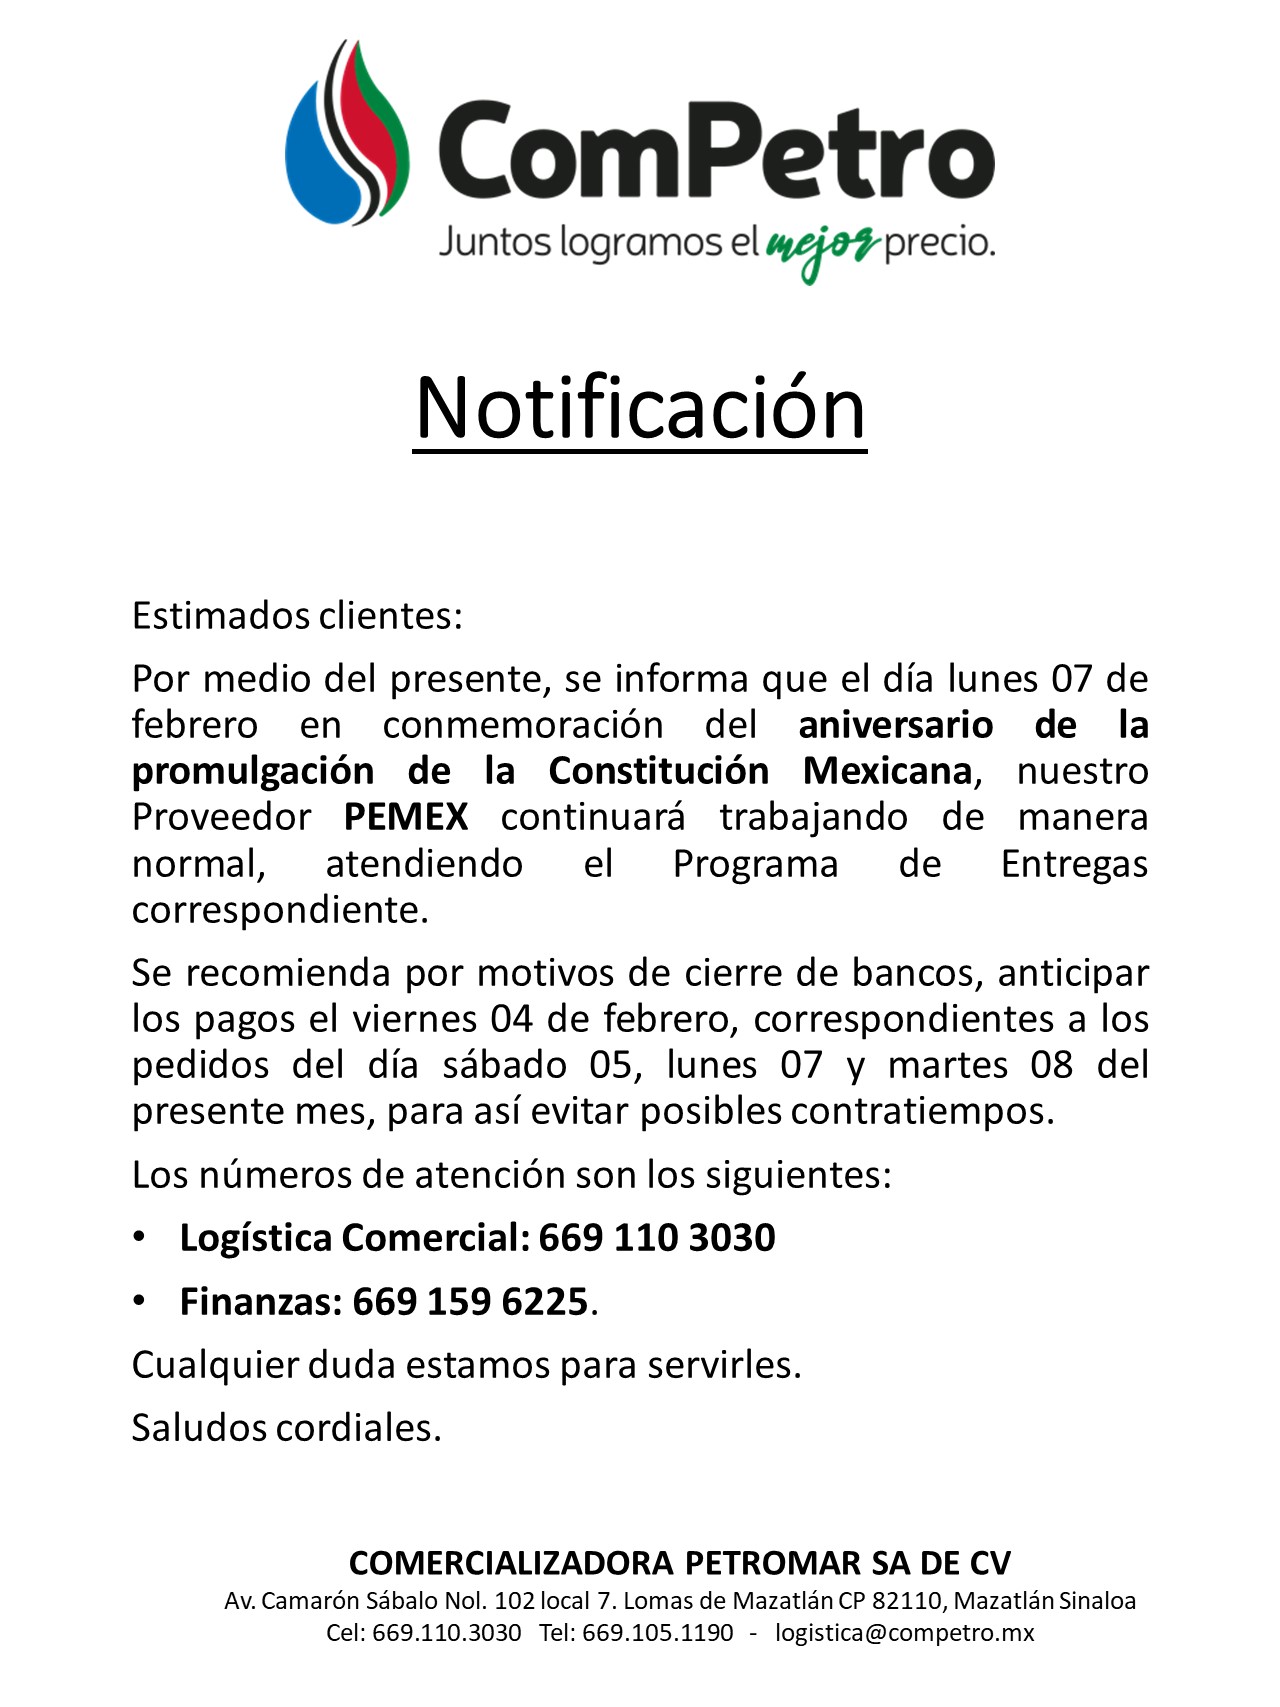 ComPetro
Juntos logramos el mejor precio.
Notificación
Estimados clientes:
Por medio del presente, se informa que el día lunes 07 de
febrero en conmemoración del aniversario de la
promulgación de la Constitución Mexicana, nuestro
Proveedor PEMEX continuará trabajando de manera
normal, atendiendo el Programa de Entregas
correspondiente.
Se recomienda por motivos de cierre de bancos, anticipar
los pagos el viernes 04 de febrero, correspondientes a los
pedidos del día sábado 05, lunes 07 y martes 08 del
presente mes, para así evitar posibles contratiempos.
Los números de atención son los siguientes:
• Logística Comercial: 669 110 3030
• Finanzas: 669 159 6225.
Cualquier duda estamos para servirles.
Saludos cordiales.
COMERCIALIZADORA PETROMAR SA DE CV
Av. Camarón Sábalo Nol. 102 local 7. Lomas de Mazatlán CP 82110, Mazatlán Sinaloa
Cel: 669.110.3030 Tel: 669.105.1190 - logistica@competro.mx